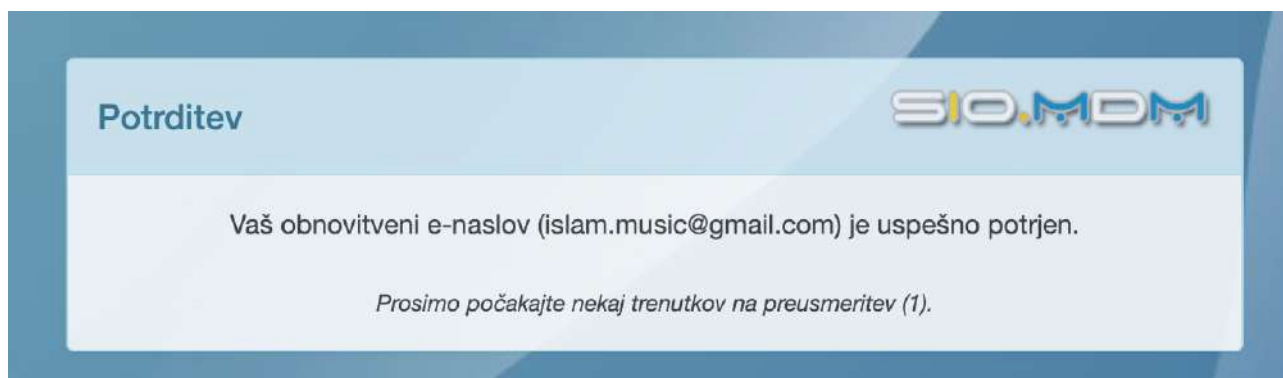 Potrditev
SIO.MDM
Vaš obnovitveni e-naslov (islam.music@gmail.com) je uspešno potrjen.
Prosimo počakajte nekaj trenutkov na preusmeritev (1).